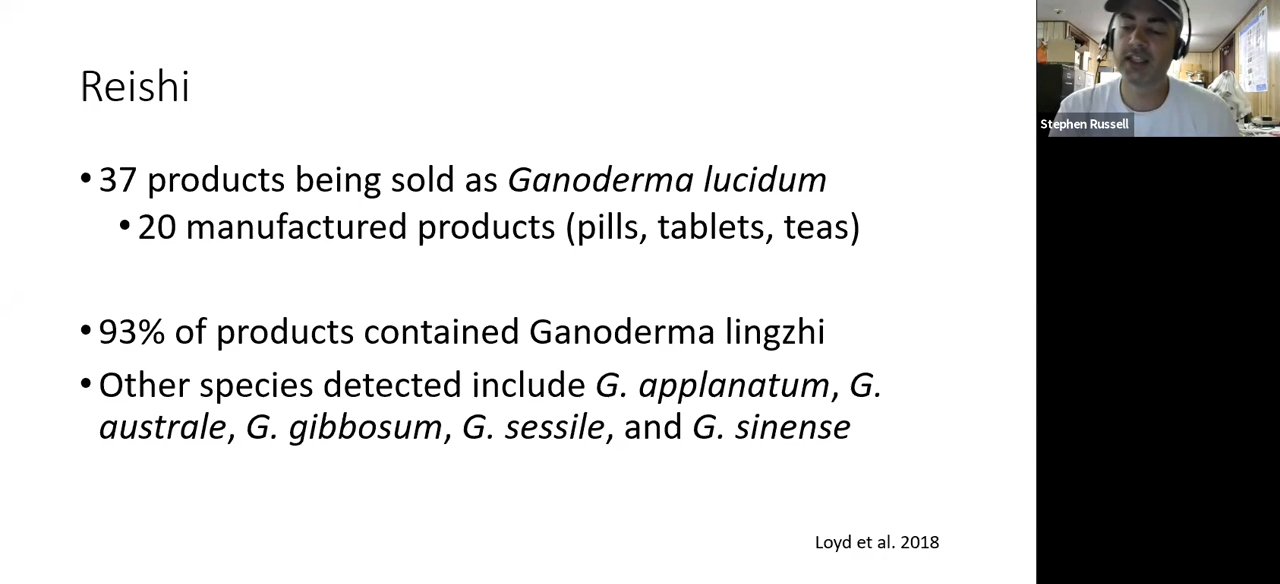 Reishi
• 37 products being sold as Ganoderma lucidum
• 20 manufactured products (pills, tablets, teas)
• 93% of products contained Ganoderma lingzhi
• Other species detected include G. applanatum, G.
australe, G. gibbosum, G. sessile, and G. sinense
Loyd et al. 2018
Stephen Russell